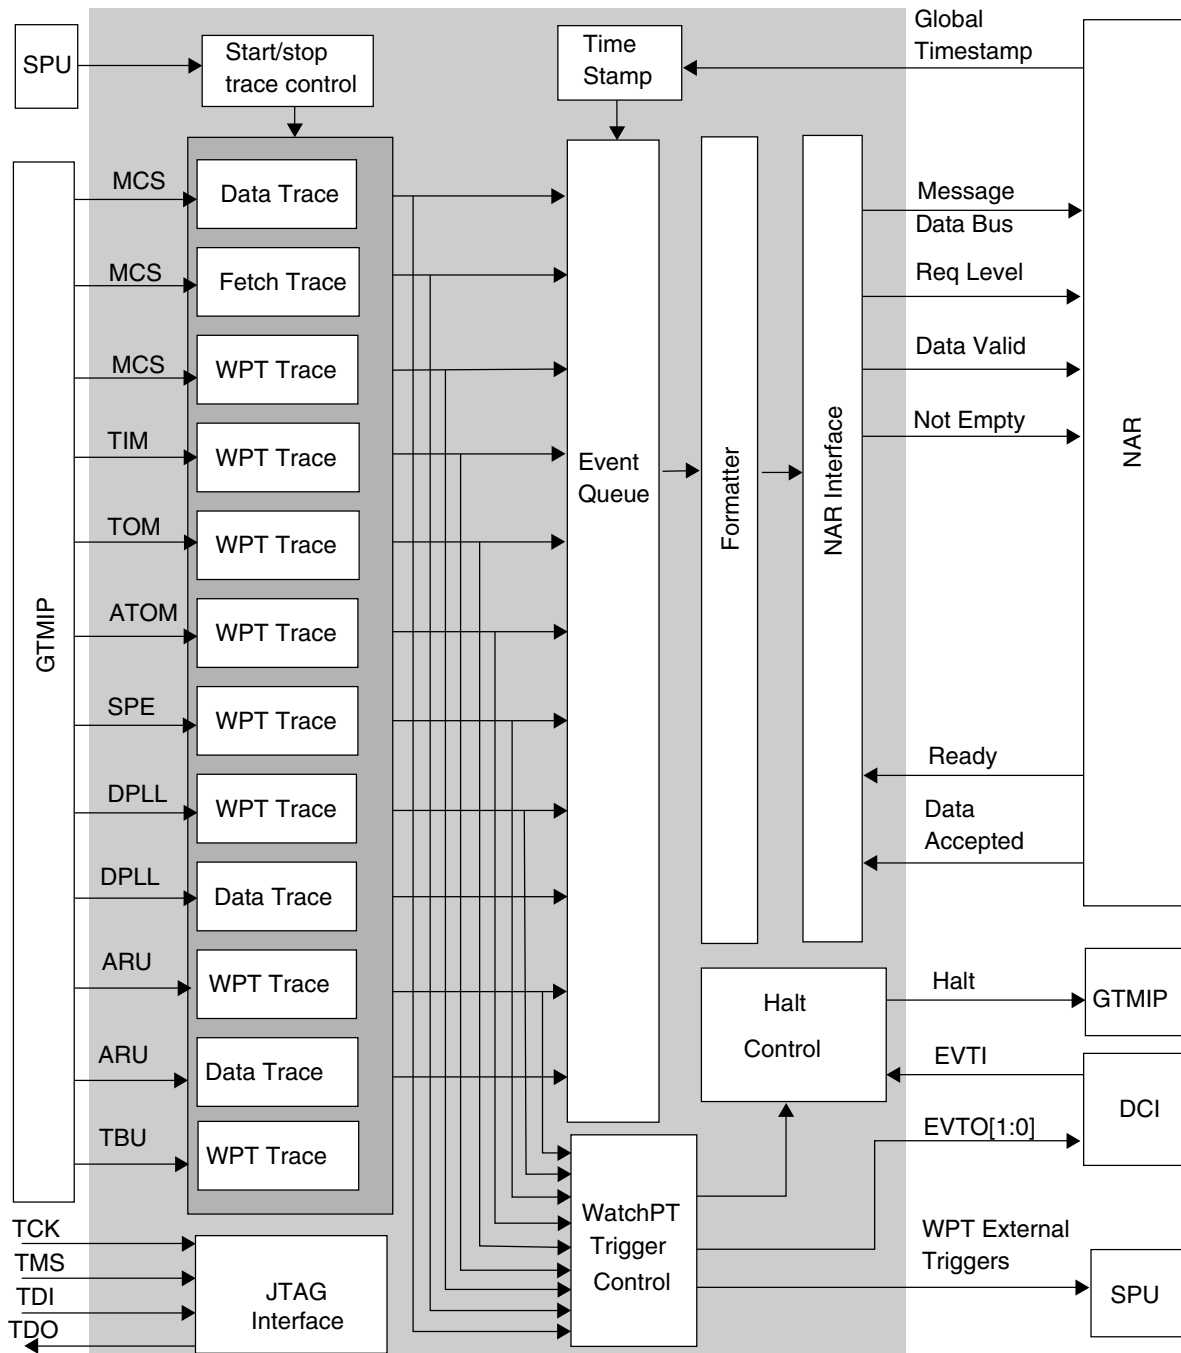 SPU
Start/stop
trace control
Time
Stamp
Global
Timestamp
GTMIP
MCS
Data Trace
MCS
Fetch Trace
MCS
WPT Trace
TIM
WPT Trace
TOM
WPT Trace
ATOM
WPT Trace
SPE
WPT Trace
DPLL
WPT Trace
DPLL
Data Trace
ARU
WPT Trace
ARU
Data Trace
TBU
WPT Trace
Event
Queue
Formatter
NAR Interface
Message
Data Bus
Req Level
Data Valid
Not Empty
Ready
Data
Accepted
NAR
Halt
Control
Halt
GTMIP
EVTI
EVTO[1:0]
DCI
WatchPT
Trigger
Control
WPT External
Triggers
SPU
TCK
TMS
TDI
TDO
JTAG
Interface